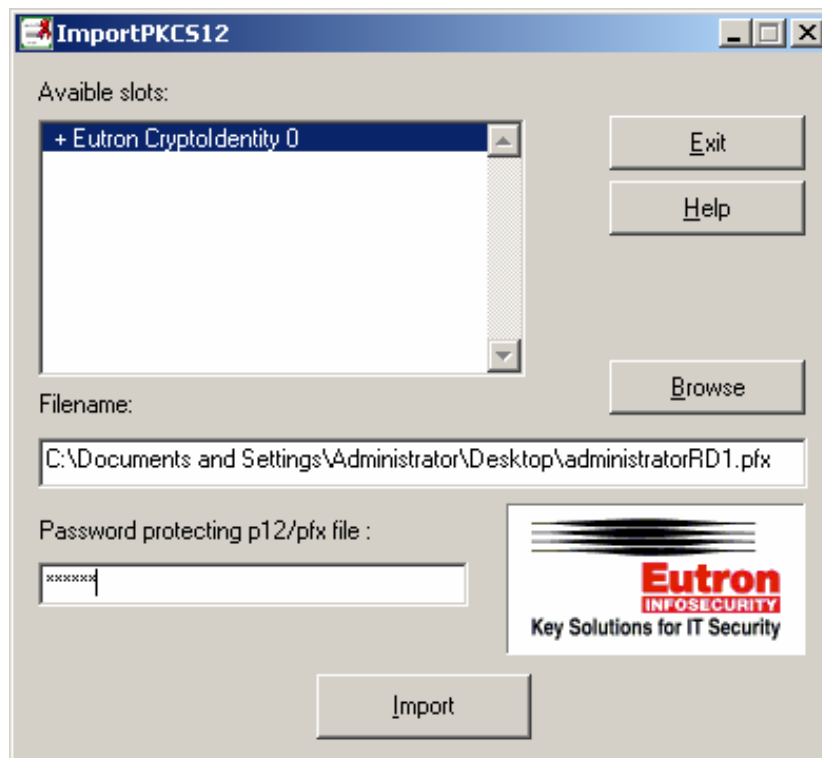 ImportPKCS12
Avaible slots:
+ Eutron CryptoIdentity 0
Exit
Help
Browse
Filename:
C:\Documents and Settings\Administrator\Desktop\administratorRD1.pfx
Password protecting p12/pfx file :
******
Eutron
INFOSECURITY
Key Solutions for IT Security
Import